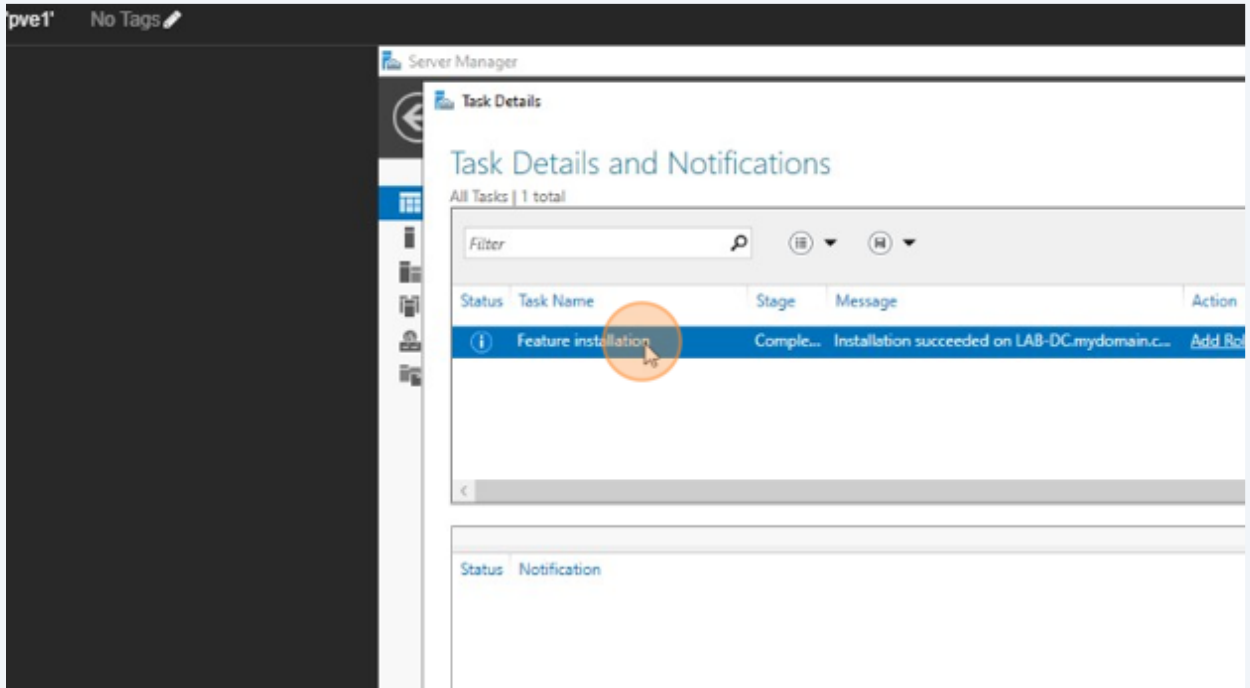 'pve1' No Tags
Server Manager
Task Details
Task Details and Notifications
All Tasks | 1 total
Filter
Status Task Name Stage Message Action
Feature installation Comple... Installation succeeded on LAB-DC.mydomain.c... Add Rol
Status Notification